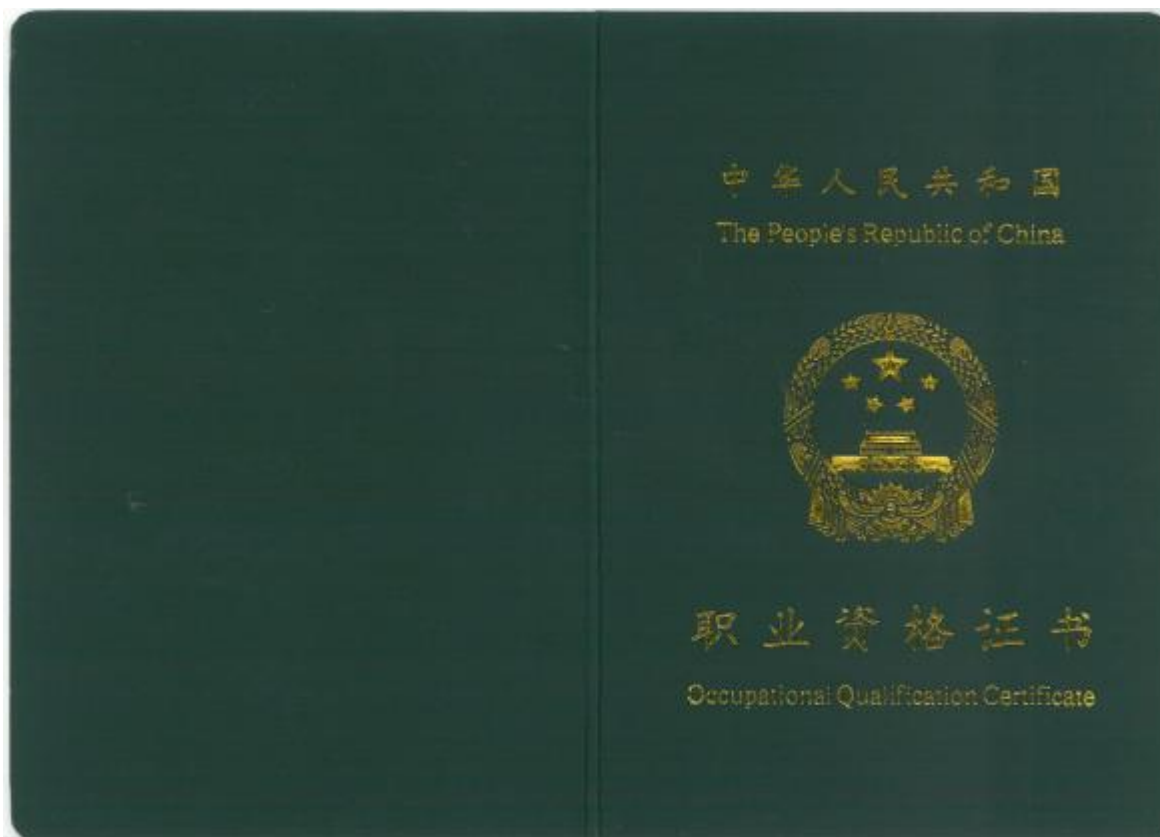 中华人民共和国
The People's Republic of China
职业资格证书
Occupational Qualification Certificate